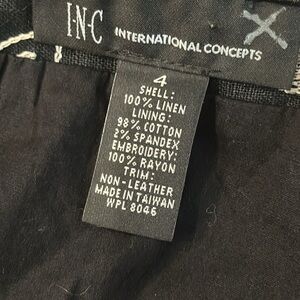 I·N·C INTERNATIONAL CONCEPTS
4
SHELL:
100% LINEN
LINING:
98% COTTON
2% SPANDEX
EMBROIDERY:
100% RAYON
TRIM:
NON-LEATHER
MADE IN TAIWAN
WPL 8046